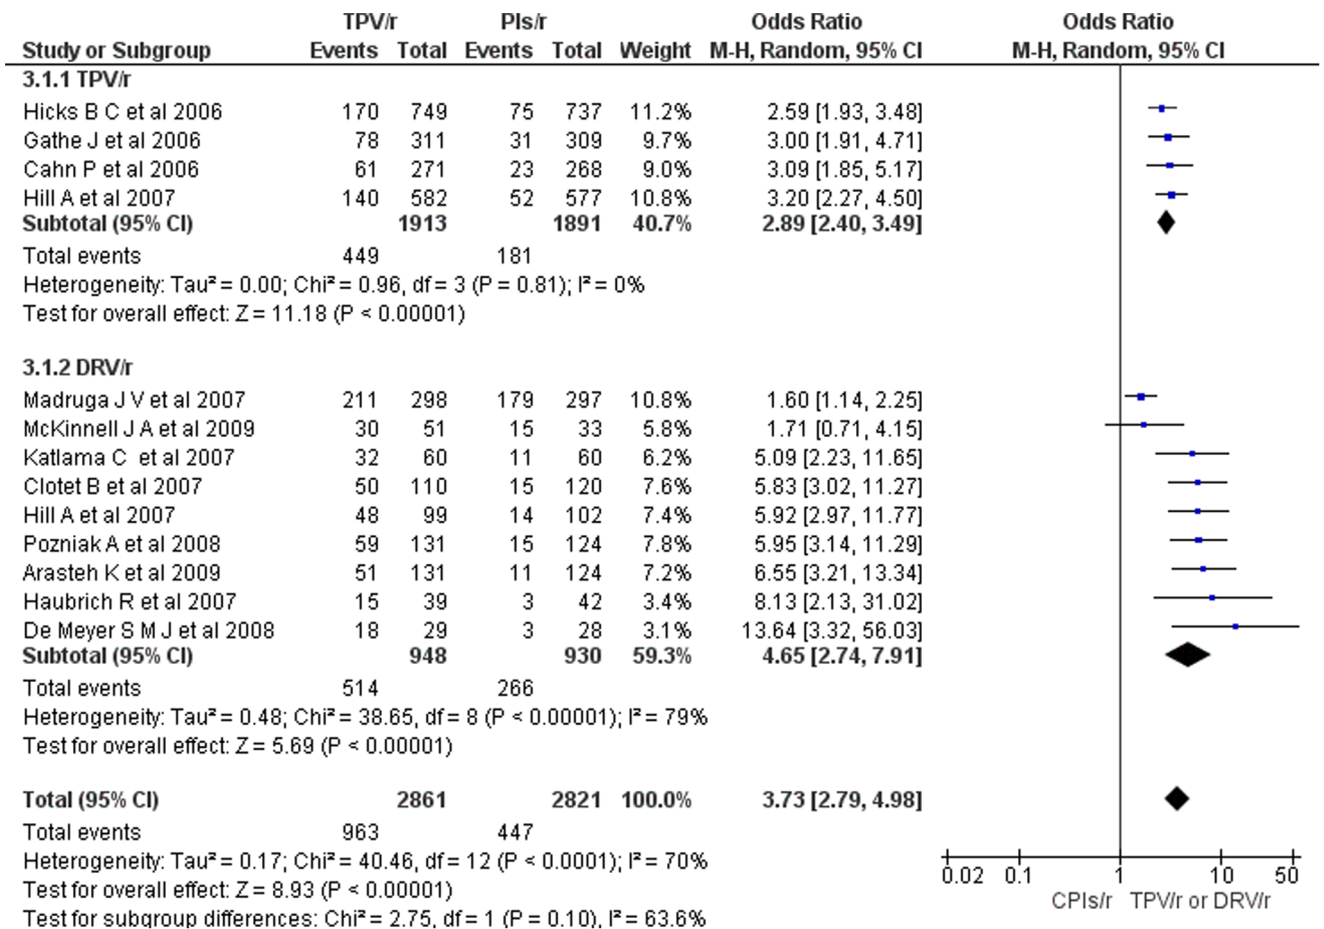 TPV/r PIs/r Odds Ratio Odds Ratio
Study or Subgroup Events Total Events Total Weight M-H, Random, 95% CI M-H, Random, 95% CI
3.1.1 TPV/r
Hicks B C et al 2006 170 749 75 737 11.2% 2.59 [1.93, 3.48]
Gathe J et al 2006 78 311 31 309 9.7% 3.00 [1.91, 4.71]
Cahn P et al 2006 61 271 23 268 9.0% 3.09 [1.85, 5.17]
Hill A et al 2007 140 582 52 577 10.8% 3.20 [2.27, 4.50]
Subtotal (95% CI) 1913 1891 40.7% 2.89 [2.40, 3.49]
Total events 449 181
Heterogeneity: Tau² = 0.00; Chi² = 0.96, df = 3 (P = 0.81); I² = 0%
Test for overall effect: Z = 11.18 (P < 0.00001)
3.1.2 DRV/r
Madruga J V et al 2007 211 298 179 297 10.8% 1.60 [1.14, 2.25]
McKinnell J A et al 2009 30 51 15 33 5.8% 1.71 [0.71, 4.15]
Katlama C et al 2007 32 60 11 60 6.2% 5.09 [2.23, 11.65]
Clotet B et al 2007 50 110 15 120 7.6% 5.83 [3.02, 11.27]
Hill A et al 2007 48 99 14 102 7.4% 5.92 [2.97, 11.77]
Pozniak A et al 2008 59 131 15 124 7.8% 5.95 [3.14, 11.29]
Arasteh K et al 2009 51 131 11 124 7.2% 6.55 [3.21, 13.34]
Haubrich R et al 2007 15 39 3 42 3.4% 8.13 [2.13, 31.02]
De Meyer S M J et al 2008 18 29 3 28 3.1% 13.64 [3.32, 56.03]
Subtotal (95% CI) 948 930 59.3% 4.65 [2.74, 7.91]
Total events 514 266
Heterogeneity: Tau² = 0.48; Chi² = 38.65, df = 8 (P < 0.00001); I² = 79%
Test for overall effect: Z = 5.69 (P < 0.00001)
Total (95% CI) 2861 2821 100.0% 3.73 [2.79, 4.98]
Total events 963 447
Heterogeneity: Tau² = 0.17; Chi² = 40.46, df = 12 (P < 0.0001); I² = 70%
Test for overall effect: Z = 8.93 (P < 0.00001)
Test for subgroup differences: Chi² = 2.75, df = 1 (P = 0.10), I² = 63.6%
0.02 0.1 1 10 50
CPIs/r TPV/r or DRV/r